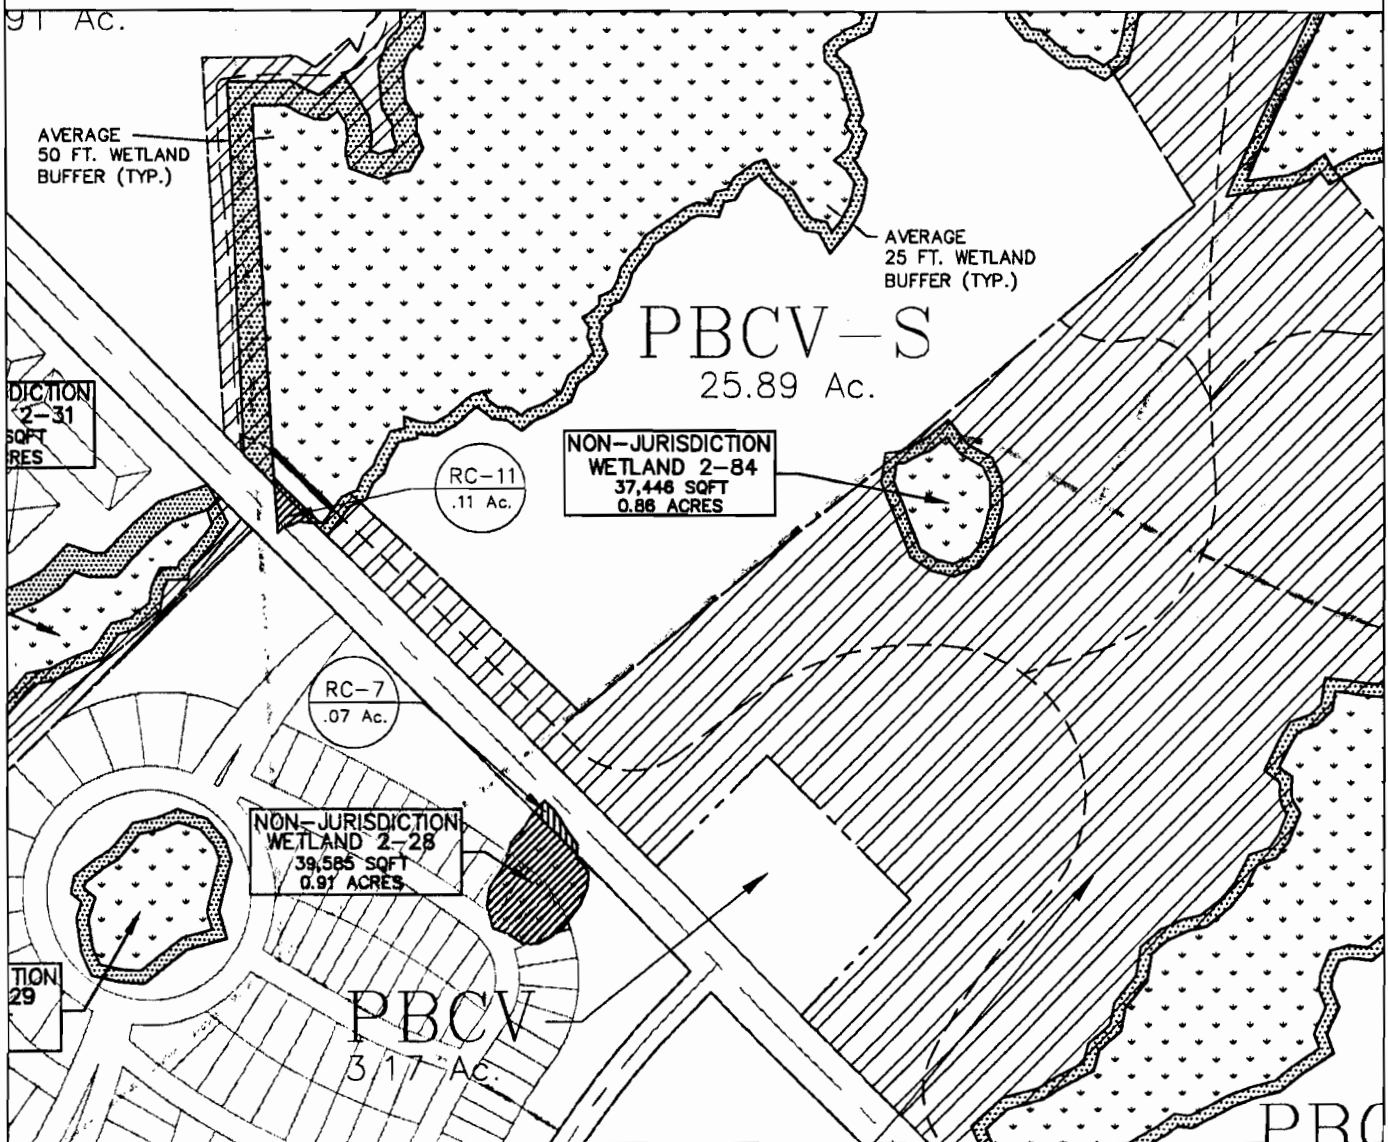 91 Ac.
AVERAGE
50 FT. WETLAND
BUFFER (TYP.)
AVERAGE
25 FT. WETLAND
BUFFER (TYP.)
PBCV-S
25.89 Ac.
DICTION
2-31
SQFT
RES
RC-11
.11 Ac.
NON-JURISDICTION
WETLAND 2-84
37,446 SQFT
0.86 ACRES
RC-7
.07 Ac.
NON-JURISDICTION
WETLAND 2-28
39,585 SQFT
0.91 ACRES
TION
29
PBCV
3.17 Ac.
PBC